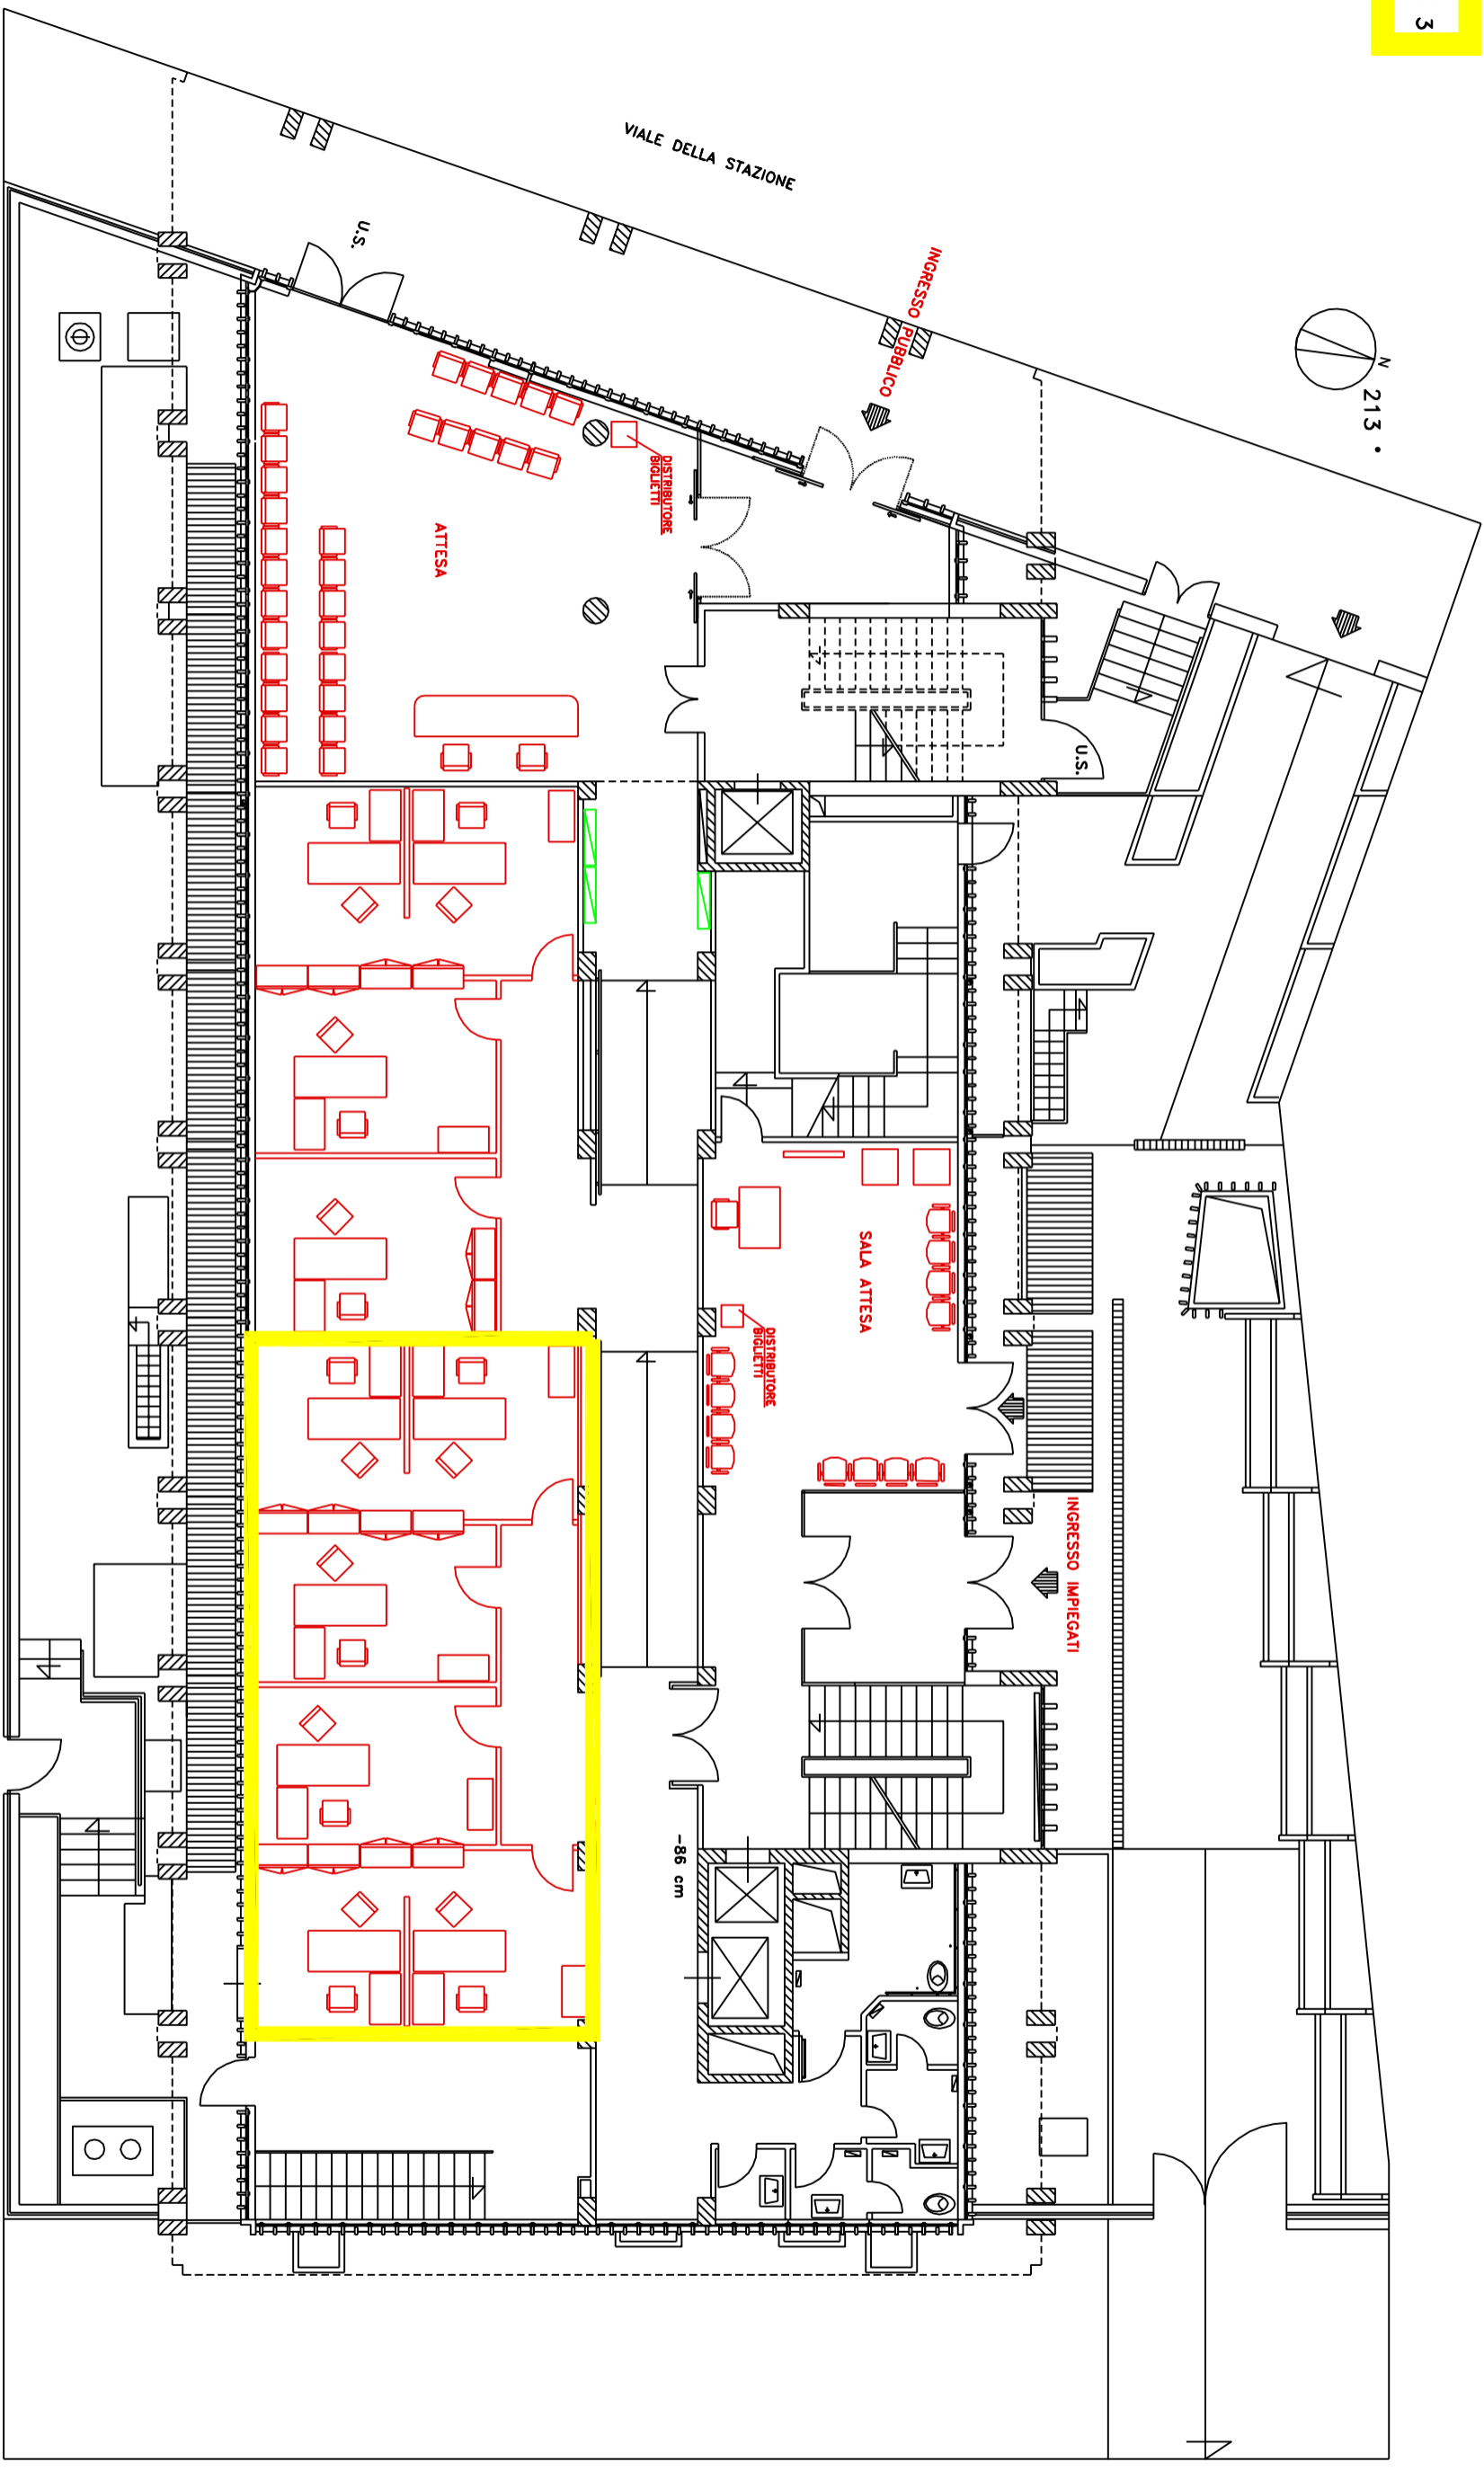 3
VIALE DELLA STAZIONE
U.S.
INGRESSO PUBBLICO
N
213 •
DISTRIBUTORE
BIGLIETTI
ATTESA
U.S.
SALA ATTESA
DISTRIBUTORE
BIGLIETTI
INGRESSO IMPIEGATI
-86 cm